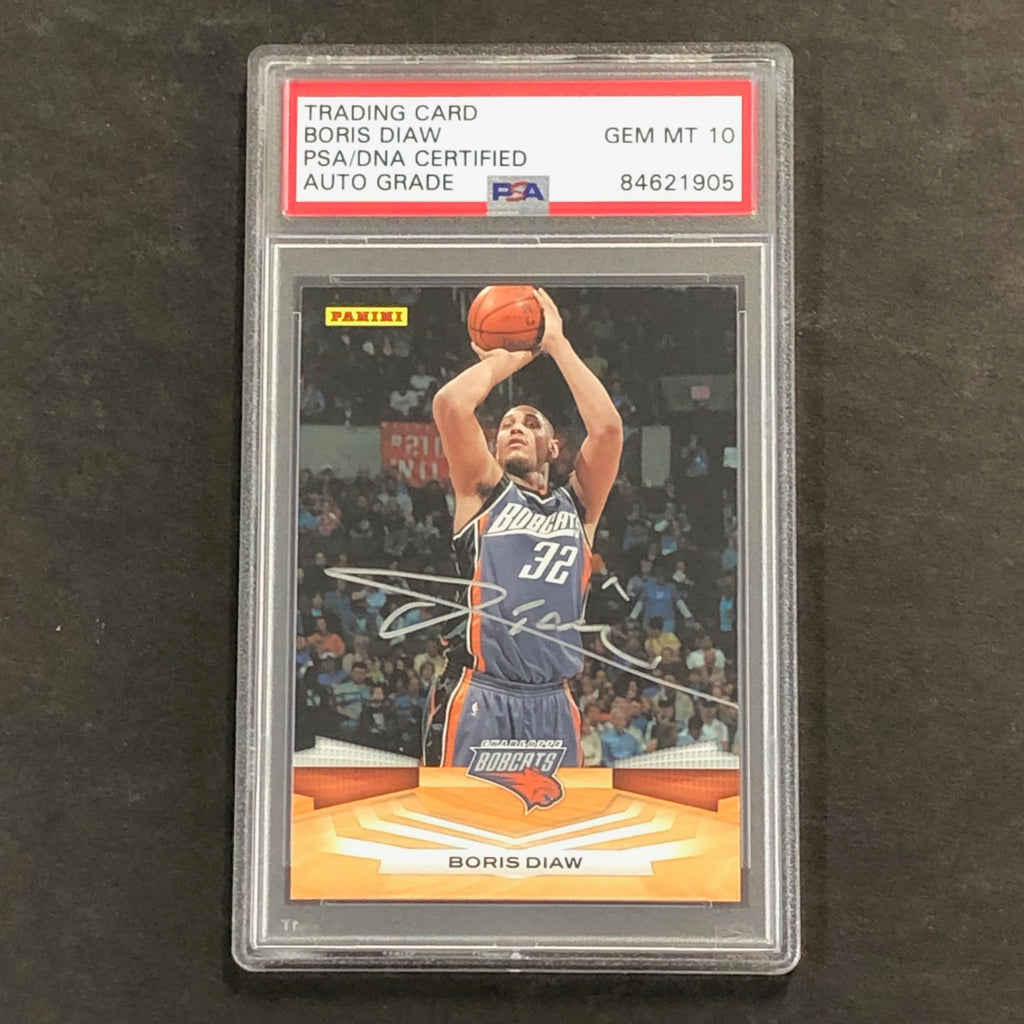 TRADING CARD
BORIS DIAW GEM MT 10
PSA/DNA CERTIFIED
AUTO GRADE 84621905
PSA
PANINI
BOBCATS
32
CHARLOTTE
BOBCATS
BORIS DIAW